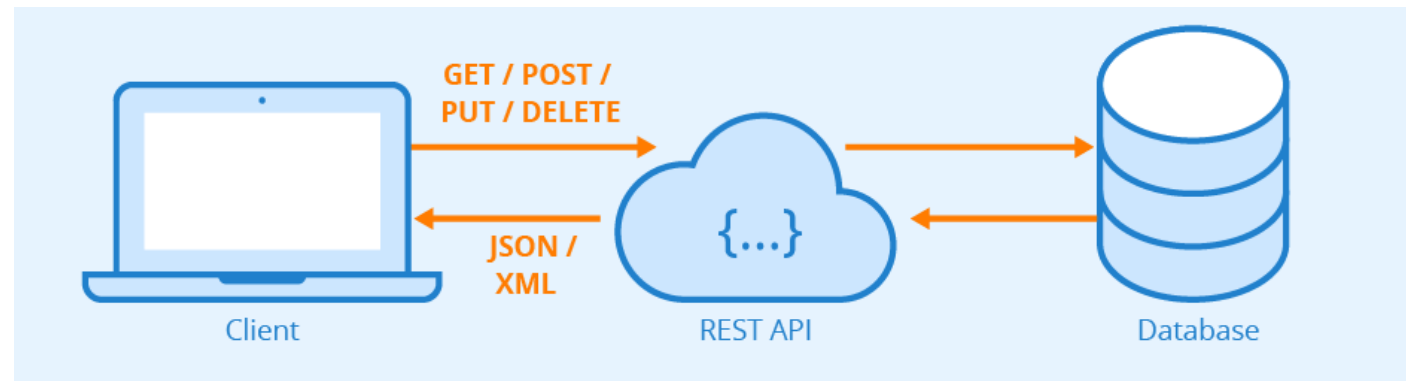 GET / POST /
PUT / DELETE
{...}
JSON /
XML
Client
REST API
Database